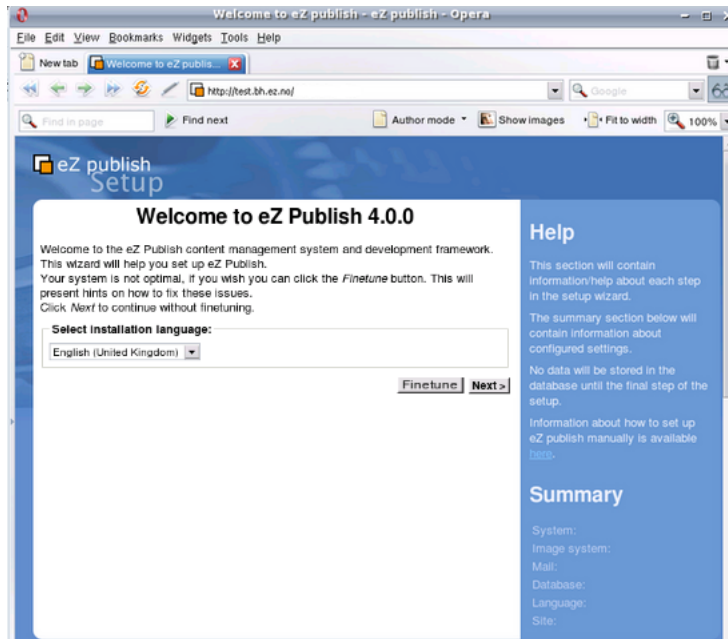 Welcome to eZ publish - eZ publish - Opera
File Edit View Bookmarks Widgets Tools Help
New tab Welcome to eZ publis...
http://test.bh.ez.no/ Google
Find in page Find next Author mode Show images Fit to width 100%
eZ publish
Setup
Welcome to eZ Publish 4.0.0
Welcome to the eZ Publish content management system and development framework.
This wizard will help you set up eZ Publish.
Your system is not optimal, if you wish you can click the Finetune button. This will
present hints on how to fix these issues.
Click Next to continue without finetuning.
Select installation language:
English (United Kingdom)
Finetune Next >
Help
This section will contain
information/help about each step
in the setup wizard.
The summary section below will
contain information about
configured settings.
No data will be stored in the
database until the final step of the
setup.
Information about how to set up
eZ publish manually is available
here.
Summary
System:
Image system:
Mail:
Database:
Language:
Site: